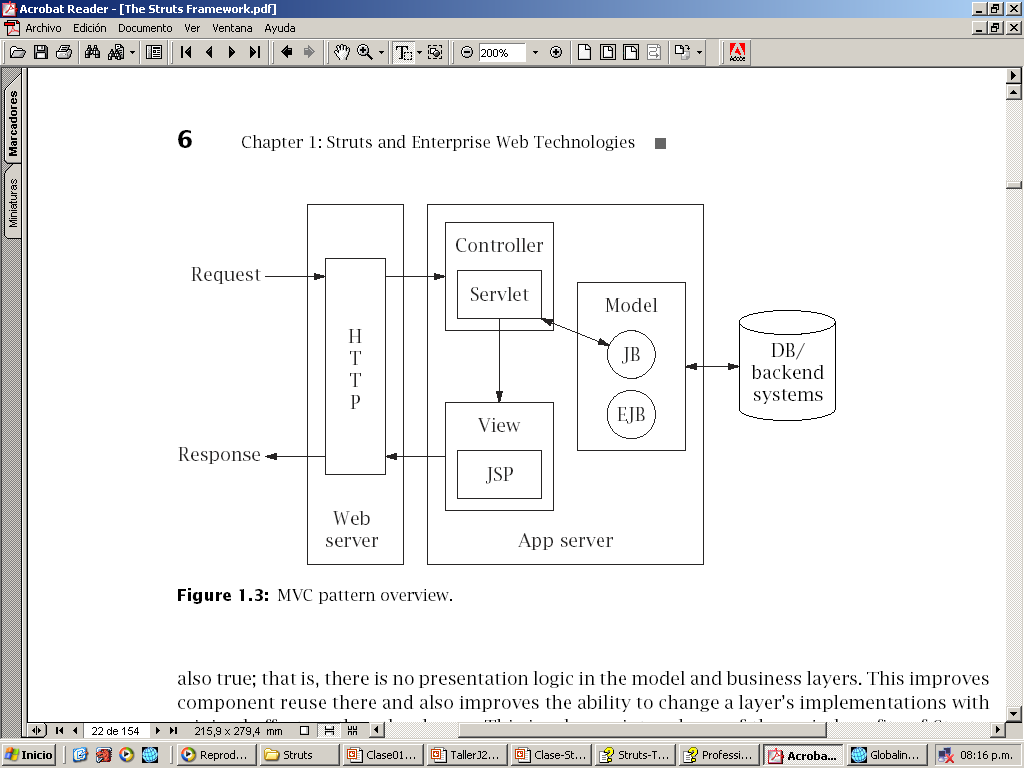 Acrobat Reader - [The Struts Framework.pdf]
Archivo Edición Documento Ver Ventana Ayuda
200%
Adobe
Marcadores
Miniaturas
6 Chapter 1: Struts and Enterprise Web Technologies
Request
Response
H
T
T
P
Web
server
Controller
Servlet
View
JSP
Model
JB
EJB
App server
DB/
backend
systems
Figure 1.3: MVC pattern overview.
also true; that is, there is no presentation logic in the model and business layers. This improves
component reuse there and also improves the ability to change a layer's implementations with
22 de 154 215,9 x 279,4 mm
Inicio Reprod... Struts Clase01... TallerJ2... Clase-St... Struts-T... Professi... Acroba... Globalin... 08:16 p.m.